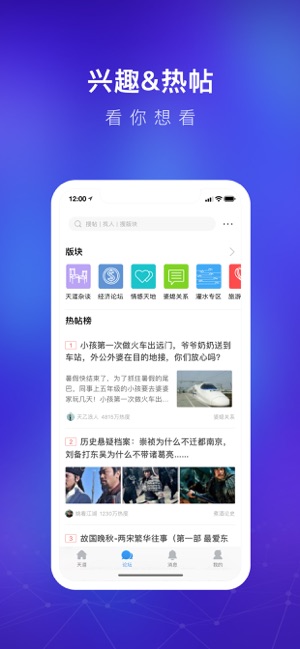 兴趣&热帖
看你想看
12:00
搜帖 | 找人 | 搜版块
版块
天涯杂谈 经济论坛 情感天地 婆媳关系 灌水专区 旅游
热帖榜
1 小孩第一次做火车出远门，爷爷奶奶送到
车站，外公外婆在目的地接，你们放心吗？
暑假快结束了，为了抓住暑假的尾
巴，同事上五年级的小孩要去婆婆
家玩几天！小孩第一次做火车出...
天乙浪人 4815万热度 婆媳关系
2 历史悬疑档案：崇祯为什么不迁都南京，
刘备打东吴为什么不带诸葛亮......
1230万热度 煮酒论史
3 故国晚秋-两宋繁华往事（第一部 最爱东
天涯 论坛 消息 我的